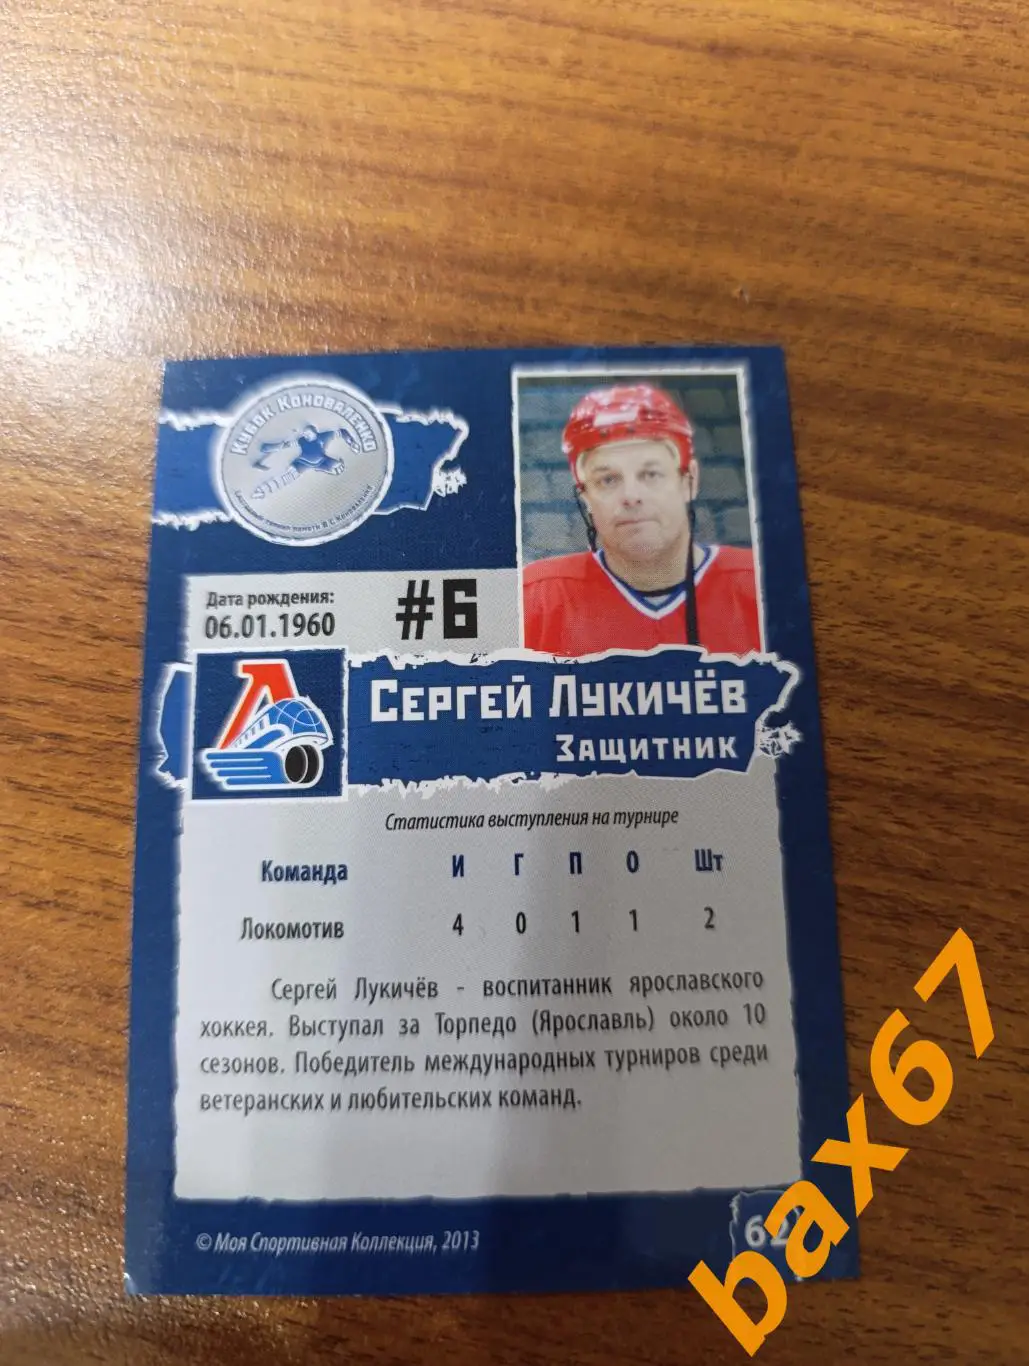 Кубок Коноваленко
Дата рождения:
06.01.1960
#6
Сергей Лукичёв
Защитник
Статистика выступления на турнире
Команда И Г П О Шт
Локомотив 4 0 1 1 2
Сергей Лукичёв - воспитанник ярославского
хоккея. Выступал за Торпедо (Ярославль) около 10
сезонов. Победитель международных турниров среди
ветеранских и любительских команд.
© Моя Спортивная Коллекция, 2013
62
bax67